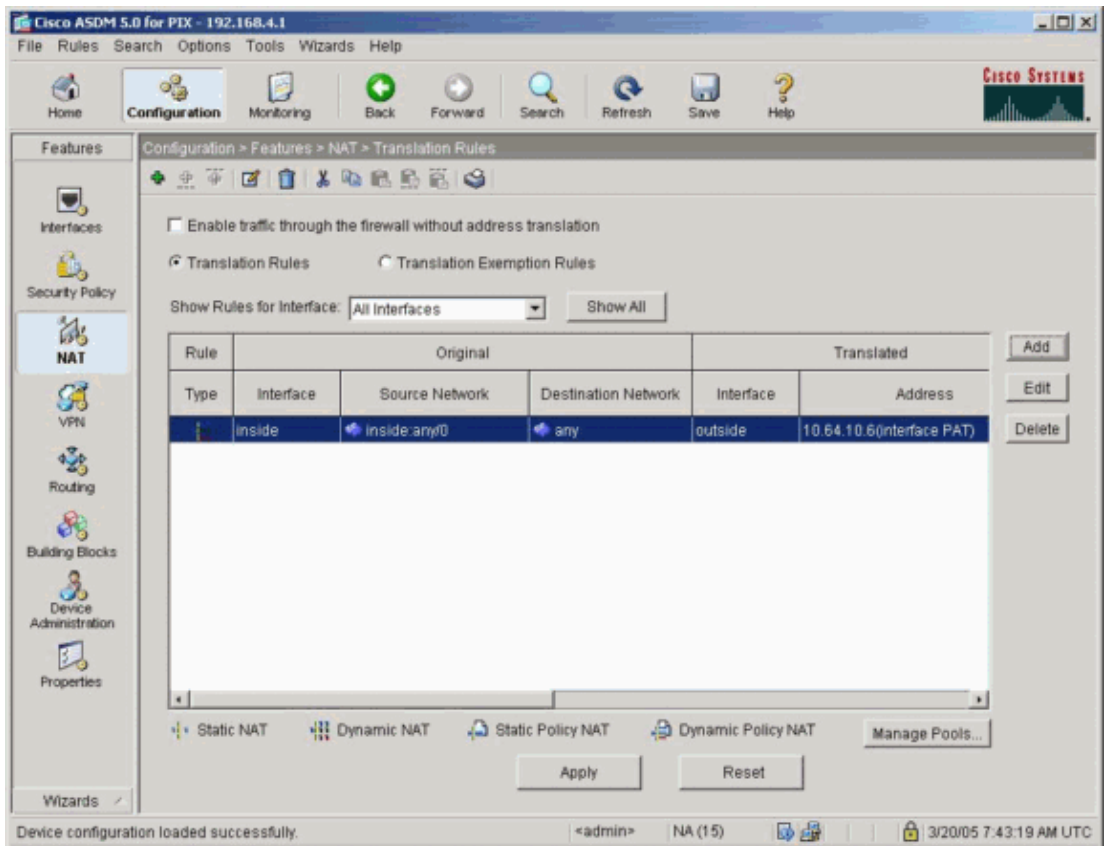 Cisco ASDM 5.0 for PIX - 192.168.4.1
File Rules Search Options Tools Wizards Help
Home Configuration Monitoring Back Forward Search Refresh Save Help
CISCO SYSTEMS
Features
Configuration > Features > NAT > Translation Rules
Interfaces
Security Policy
NAT
VPN
Routing
Building Blocks
Device
Administration
Properties
Wizards
Enable traffic through the firewall without address translation
Translation Rules Translation Exemption Rules
Show Rules for Interface: All Interfaces Show All
Rule Original Translated
Type Interface Source Network Destination Network Interface Address
inside inside:any/0 any outside 10.64.10.6(interface PAT)
Add
Edit
Delete
Static NAT Dynamic NAT Static Policy NAT Dynamic Policy NAT Manage Pools...
Apply Reset
Device configuration loaded successfully. <admin> NA (15) 3/20/05 7:43:19 AM UTC